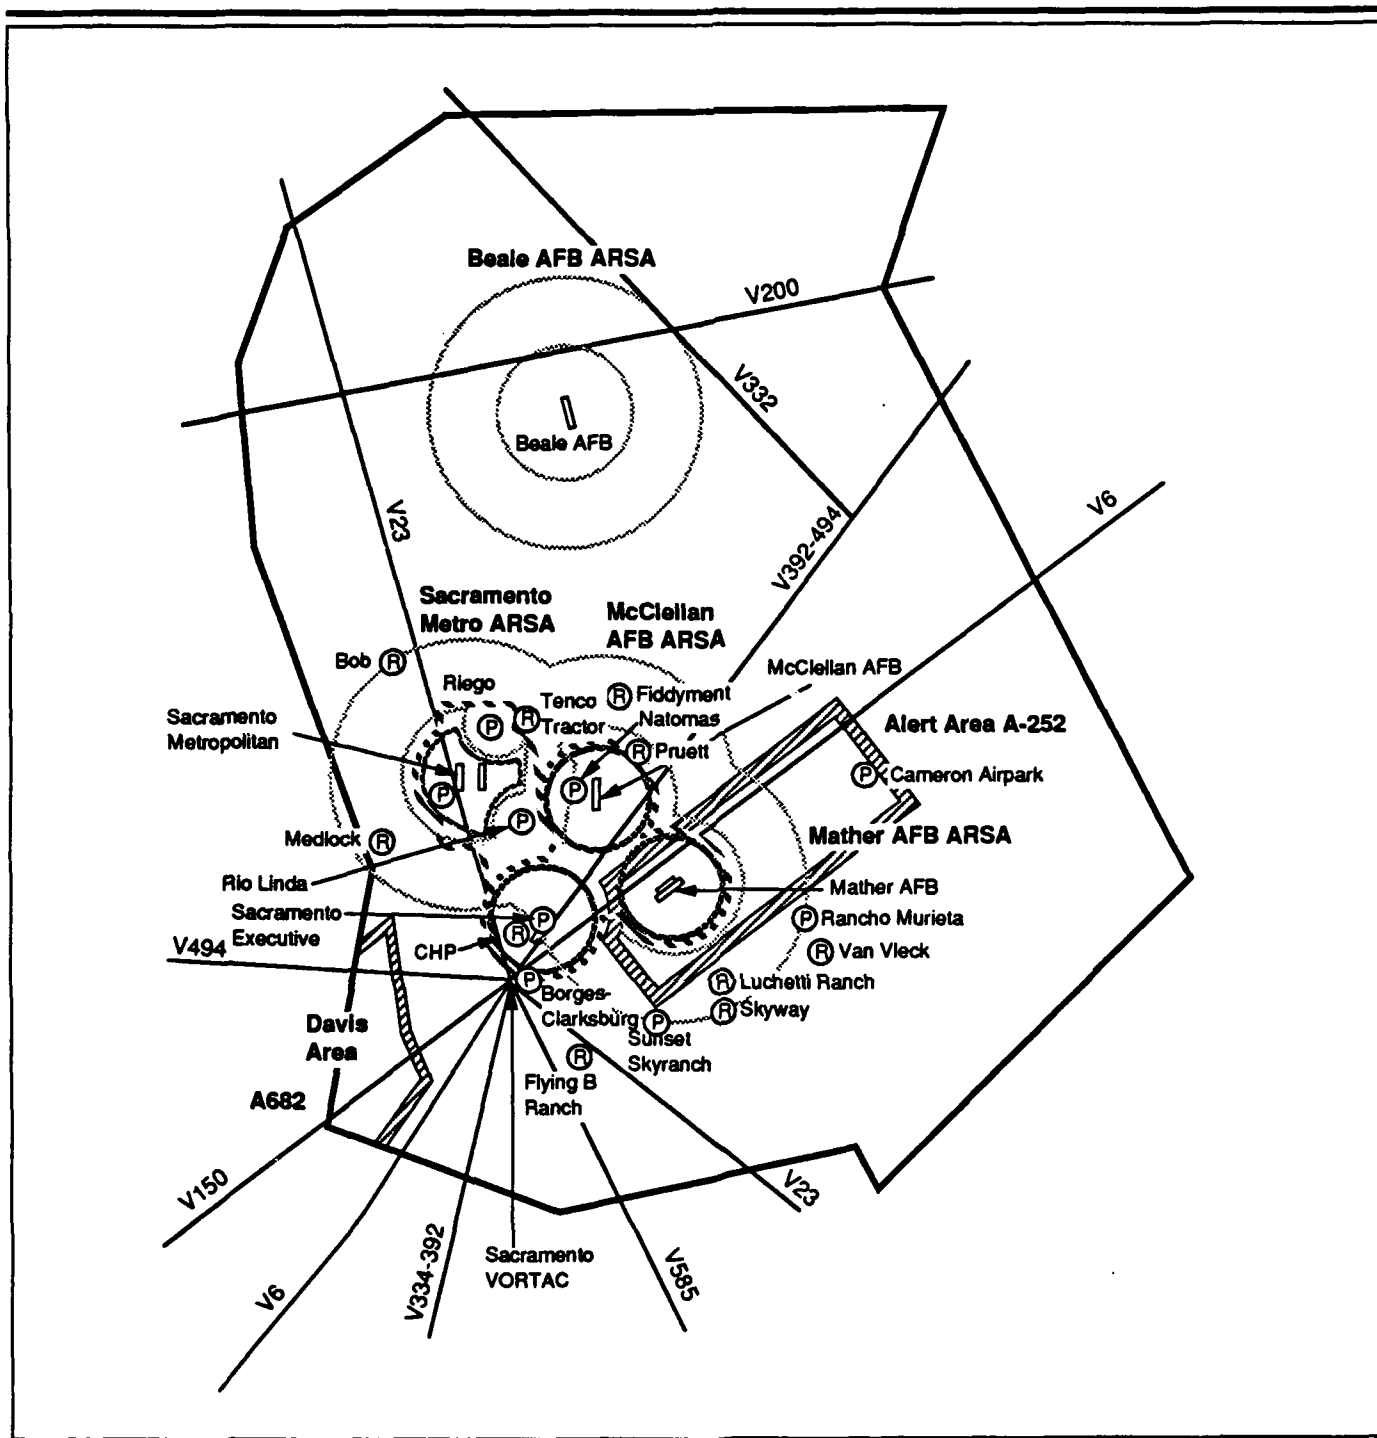 Beale AFB ARSA
V200
V332
Beale AFB
V23
V392-494
V6
Sacramento
Metro ARSA
McClellan
AFB ARSA
Bob R
Riego
P
R Tenco
Tractor
R Fiddyment
Natomas
McClellan AFB
Sacramento
Metropolitan
R Pruett
Alert Area A-252
P
P
P Cameron Airpark
P
Medlock R
Mather AFB ARSA
Rio Linda
Mather AFB
Sacramento
Executive
P
R
P Rancho Murieta
V494
CHP
R Van Vleck
P Borges-
Clarksburg
R Luchetti Ranch
R Skyway
P
Sunset
Skyranch
Davis
Area
R
Flying B
Ranch
A682
V150
V6
V334-392
Sacramento
VORTAC
V585
V23